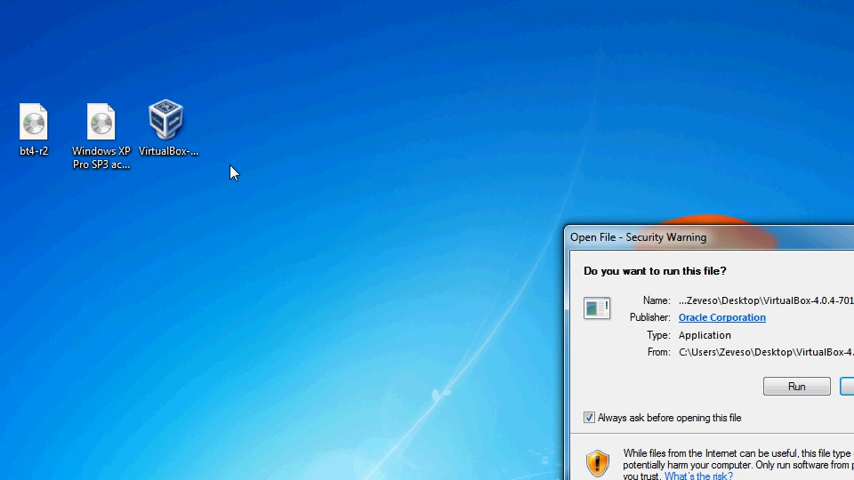 bt4-r2
Windows XP
Pro SP3 ac...
VirtualBox-...
Open File - Security Warning
Do you want to run this file?
Name: ...Zeveso\Desktop\VirtualBox-4.0.4-701
Publisher: Oracle Corporation
Type: Application
From: C:\Users\Zeveso\Desktop\VirtualBox-4.
Run
Always ask before opening this file
While files from the Internet can be useful, this file type
potentially harm your computer. Only run software from
you trust. What's the risk?